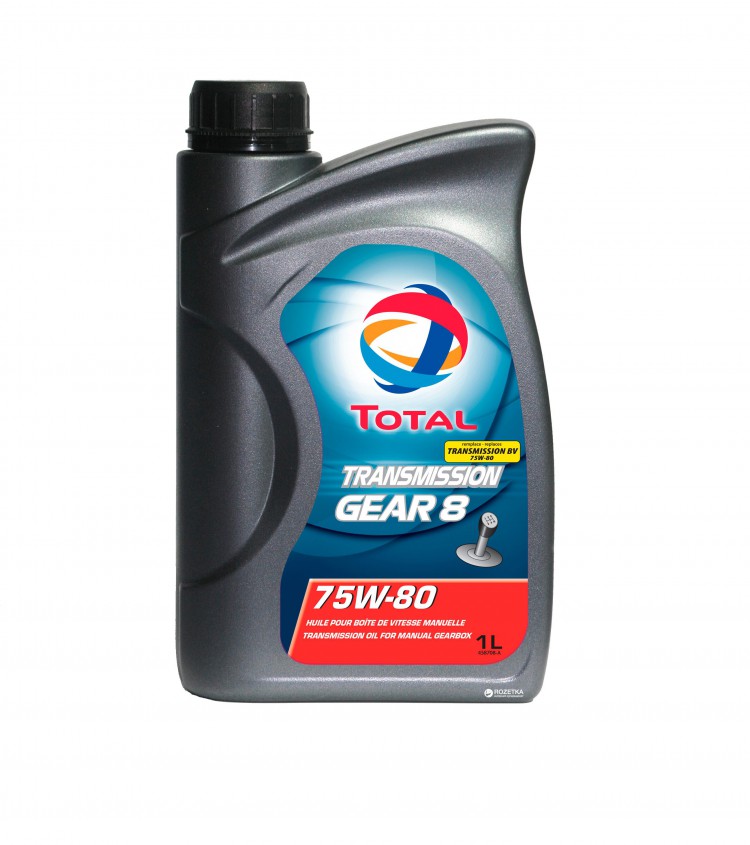 TOTAL
remplace - replaces
TRANSMISSION BV
75W-80
TRANSMISSION
GEAR 8
75W-80
HUILE POUR BOÎTE DE VITESSE MANUELLE
TRANSMISSION OIL FOR MANUAL GEARBOX
1L
ROZETKA